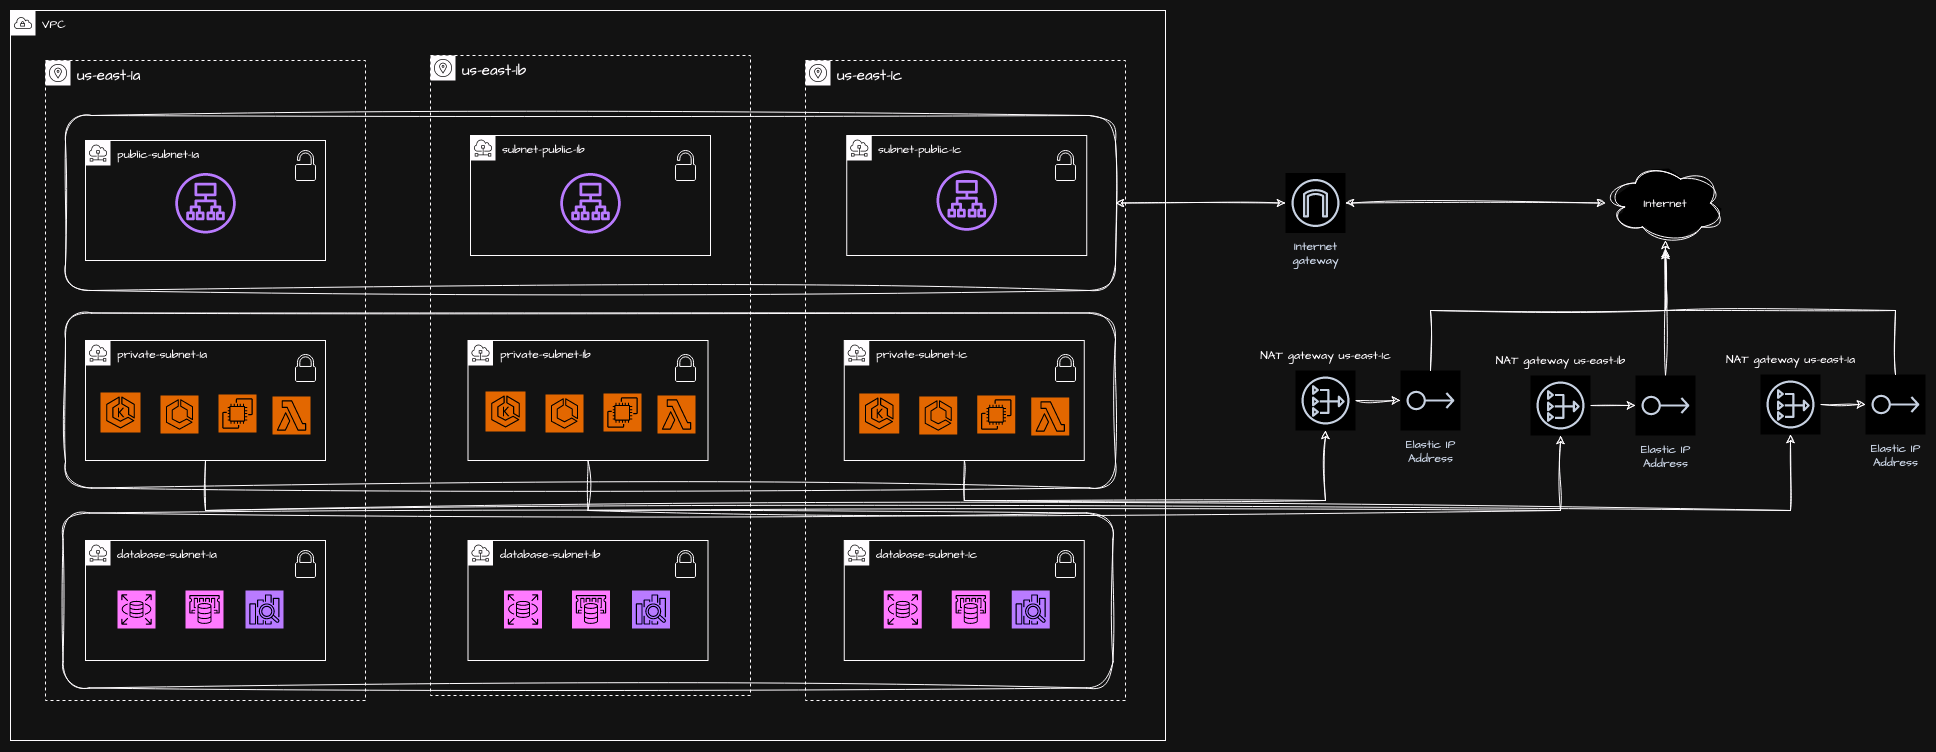 VPC
us-east-1a
us-east-1b
us-east-1c
public-subnet-1a
subnet-public-1b
subnet-public-1c
Internet
gateway
Internet
private-subnet-1a
private-subnet-1b
private-subnet-1c
NAT gateway us-east-1c
NAT gateway us-east-1b
NAT gateway us-east-1a
Elastic IP
Address
Elastic IP
Address
Elastic IP
Address
database-subnet-1a
database-subnet-1b
database-subnet-1c